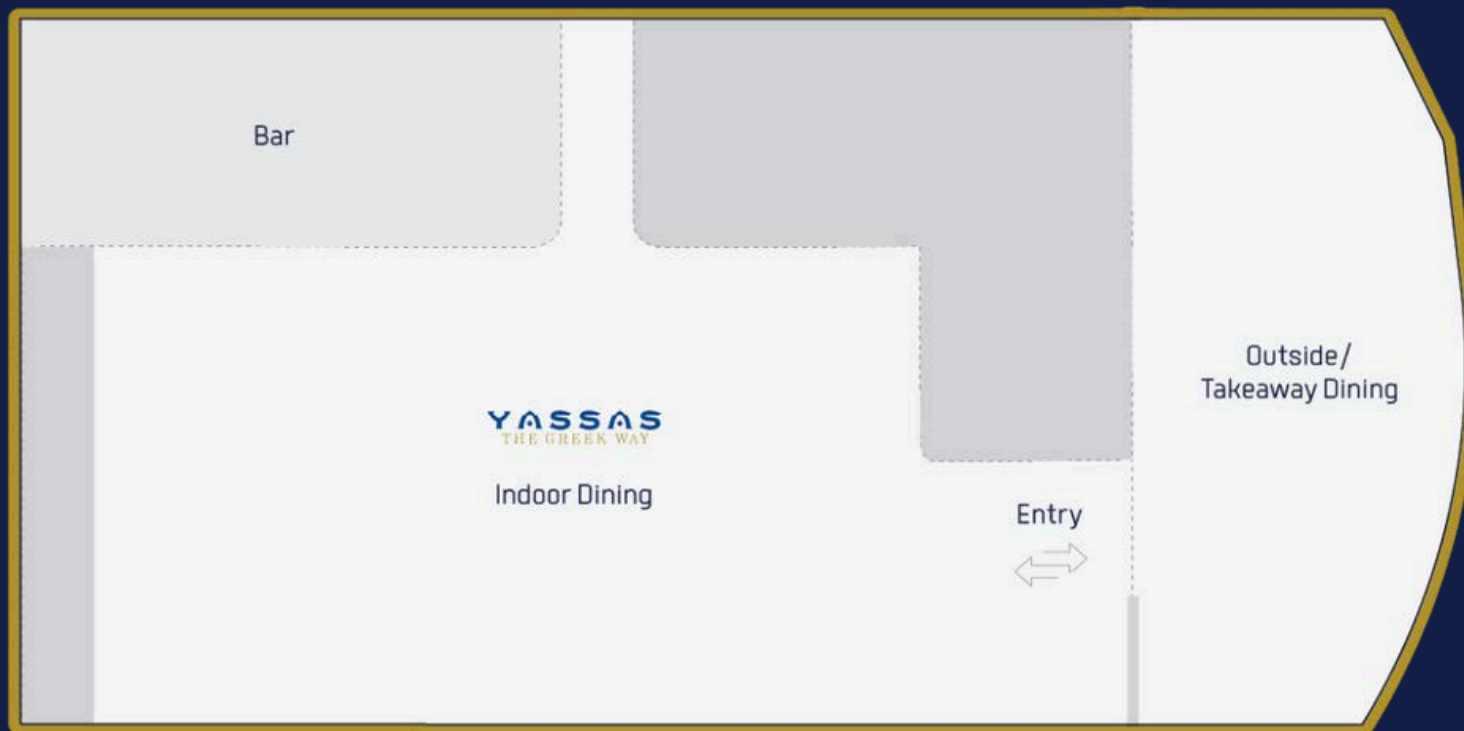 Bar
Outside/
Takeaway Dining
YASSAS
THE GREEK WAY
Indoor Dining
Entry